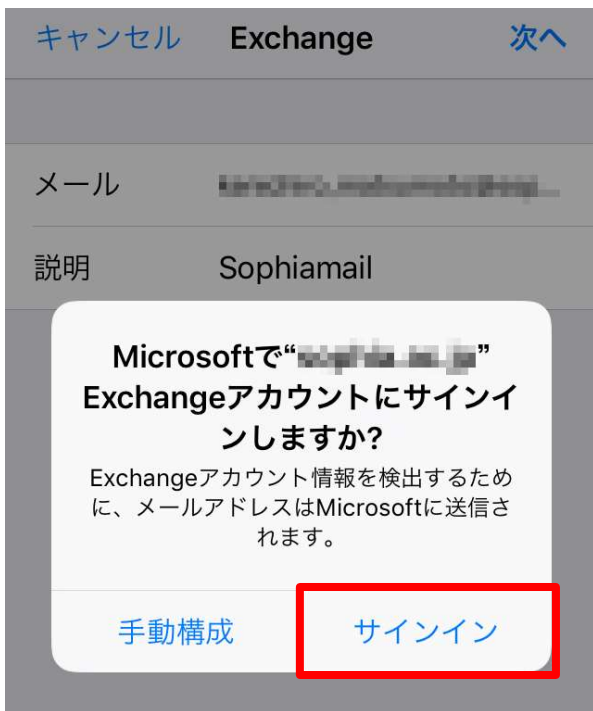 キャンセル Exchange 次へ
メール
説明 Sophiamail
Microsoftで“ ”
Exchangeアカウントにサインイ
ンしますか?
Exchangeアカウント情報を検出するため
に、メールアドレスはMicrosoftに送信さ
れます。
手動構成 サインイン